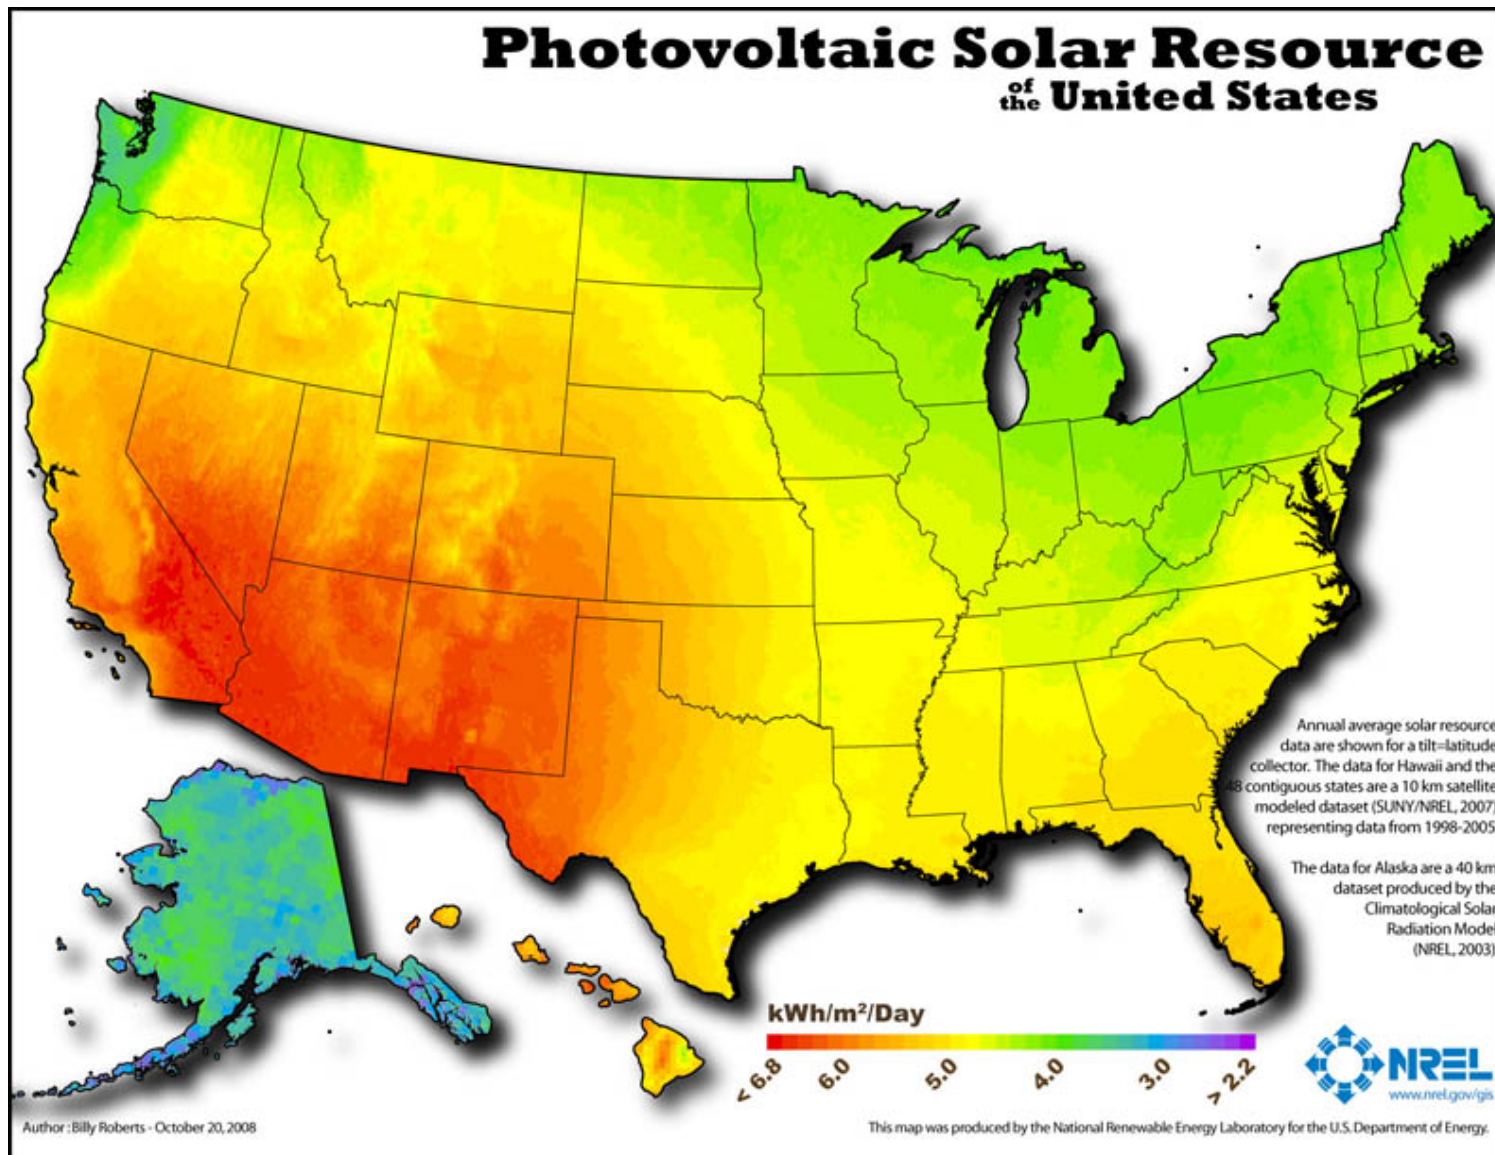 Photovoltaic Solar Resource
of the United States
Annual average solar resource
data are shown for a tilt=latitude
collector. The data for Hawaii and the
48 contiguous states are a 10 km satellite
modeled dataset (SUNY/NREL, 2007)
representing data from 1998-2005
The data for Alaska are a 40 km
dataset produced by the
Climatological Solar
Radiation Model
(NREL, 2003)
kWh/m²/Day
< 6.8 6.0 5.0 4.0 3.0 > 2.2
NREL
www.nrel.gov/gis
Author : Billy Roberts - October 20, 2008
This map was produced by the National Renewable Energy Laboratory for the U.S. Department of Energy.